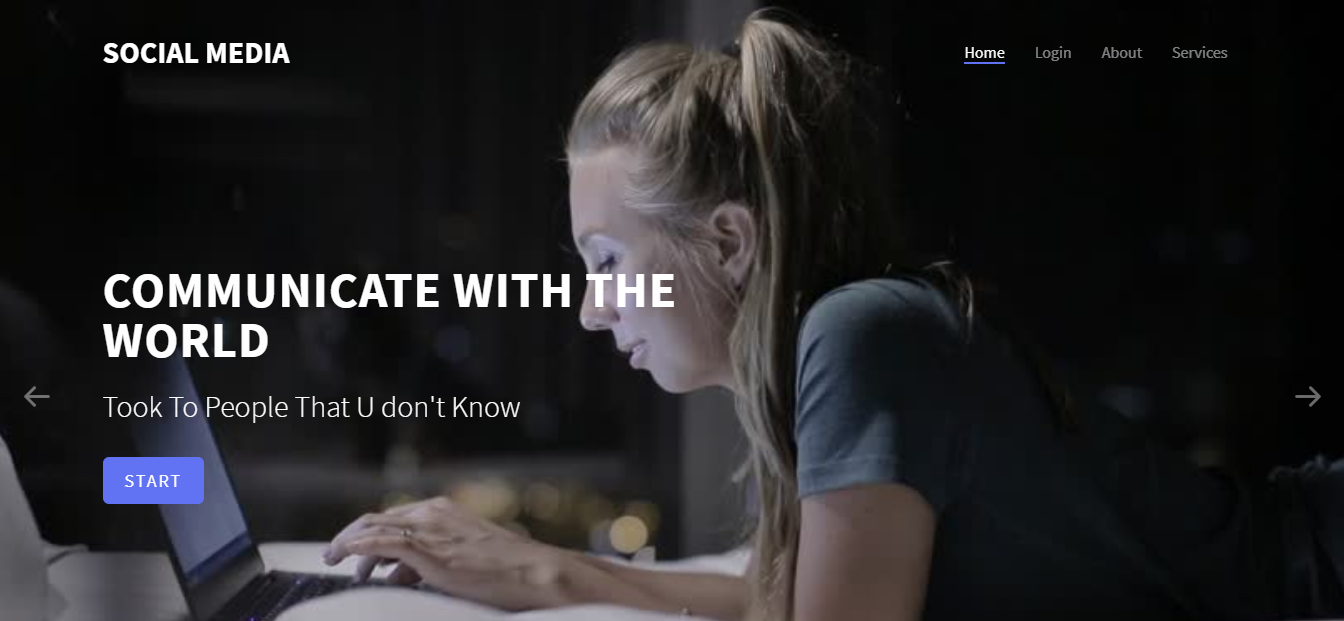 SOCIAL MEDIA
Home Login About Services
COMMUNICATE WITH THE
WORLD
Took To People That U don't Know
START